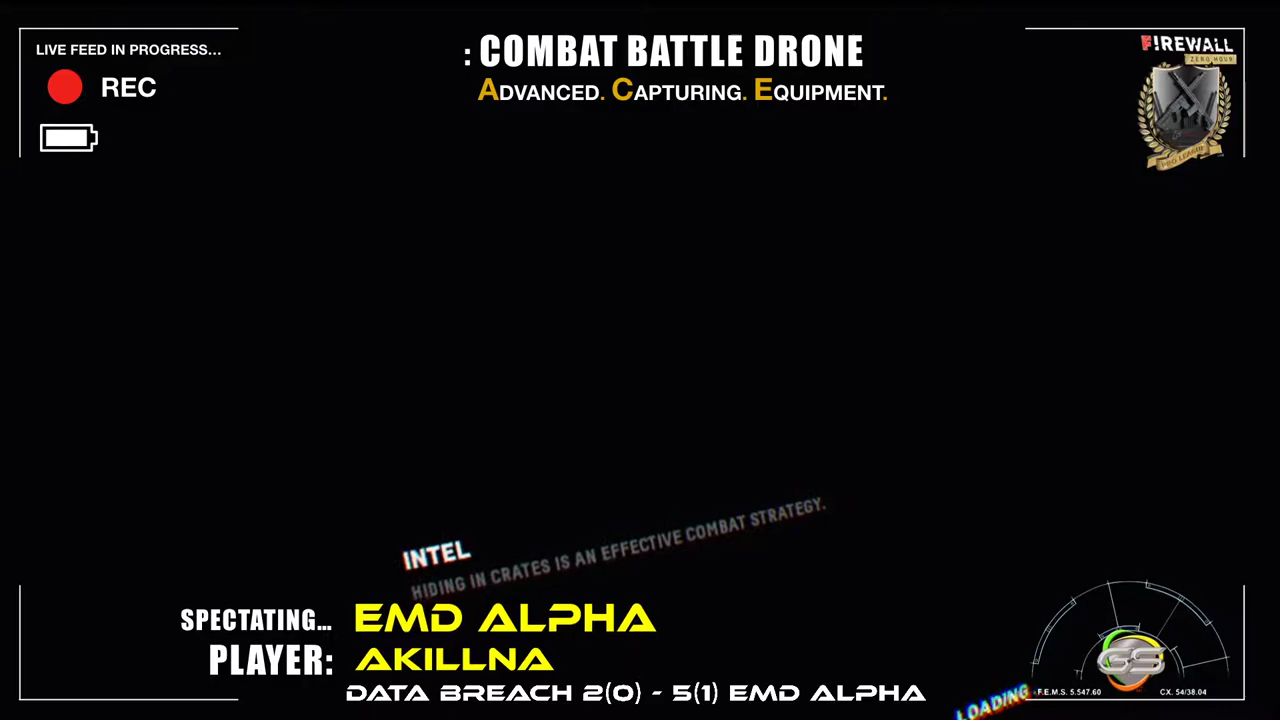 LIVE FEED IN PROGRESS...
REC
: COMBAT BATTLE DRONE
ADVANCED. CAPTURING. EQUIPMENT.
FIREWALL
ZERO HOUR
PRO LEAGUE
INTEL
HIDING IN CRATES IS AN EFFECTIVE COMBAT STRATEGY.
SPECTATING... EMD ALPHA
PLAYER: AKILLNA
DATA BREACH 2(0) - 5(1) EMD ALPHA
LOADING
GS
F.E.M.S. 5.547.60
CX. 54/38.04